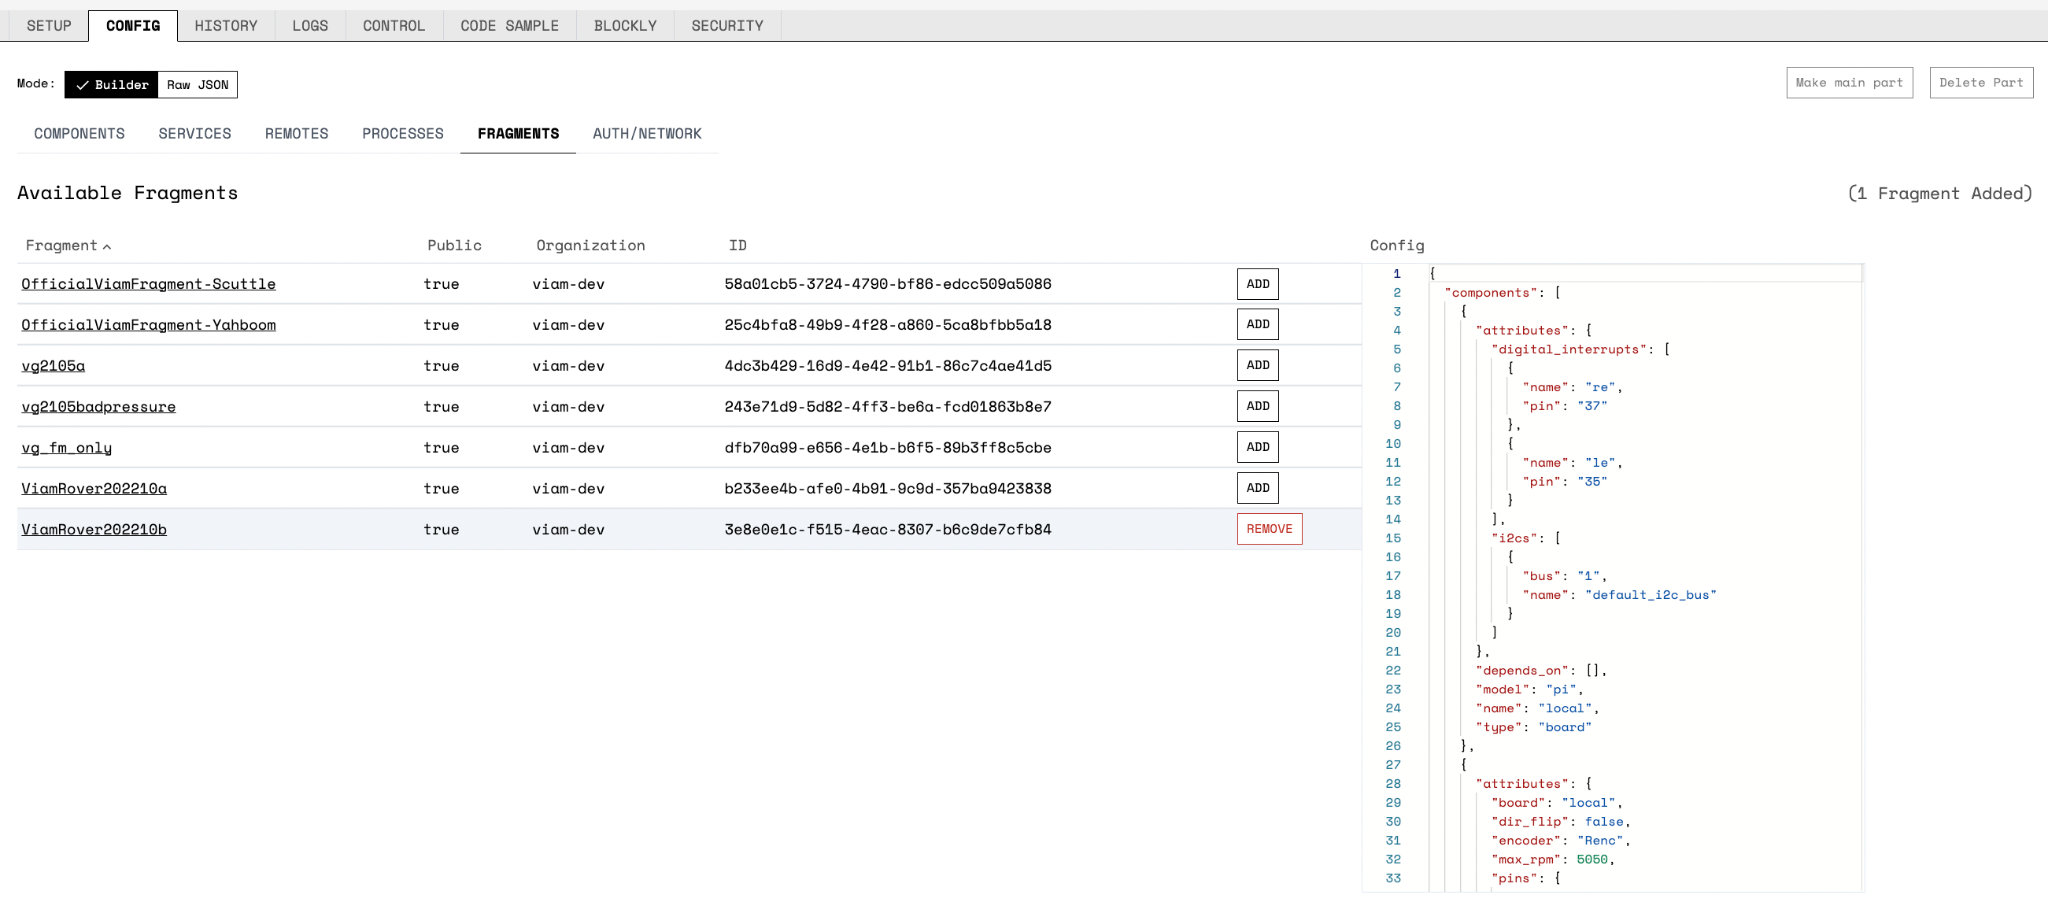 SETUP CONFIG HISTORY LOGS CONTROL CODE SAMPLE BLOCKLY SECURITY
Mode: Builder Raw JSON Make main part Delete Part
COMPONENTS SERVICES REMOTES PROCESSES FRAGMENTS AUTH/NETWORK
Available Fragments (1 Fragment Added)
Fragment Public Organization ID
OfficialViamFragment-Scuttle true viam-dev 58a01cb5-3724-4790-bf86-edcc509a5086 ADD
OfficialViamFragment-Yahboom true viam-dev 25c4bfa8-49b9-4f28-a860-5ca8bfbb5a18 ADD
vg2105a true viam-dev 4dc3b429-16d9-4e42-91b1-86c7c4ae41d5 ADD
vg2105badpressure true viam-dev 243e71d9-5d82-4ff3-be6a-fcd01863b8e7 ADD
vg_fm_only true viam-dev dfb70a99-e656-4e1b-b6f5-89b3ff8c5cbe ADD
ViamRover202210a true viam-dev b233ee4b-afe0-4b91-9c9d-357ba9423838 ADD
ViamRover202210b true viam-dev 3e8e0e1c-f515-4eac-8307-b6c9de7cfb84 REMOVE
Config
1 {
2 "components": [
3 {
4 "attributes": {
5 "digital_interrupts": [
6 {
7 "name": "re",
8 "pin": "37"
9 },
10 {
11 "name": "le",
12 "pin": "35"
13 }
14 ],
15 "i2cs": [
16 {
17 "bus": "1",
18 "name": "default_i2c_bus"
19 }
20 ]
21 },
22 "depends_on": [],
23 "model": "pi",
24 "name": "local",
25 "type": "board"
26 },
27 {
28 "attributes": {
29 "board": "local",
30 "dir_flip": false,
31 "encoder": "Renc",
32 "max_rpm": 5050,
33 "pins": {